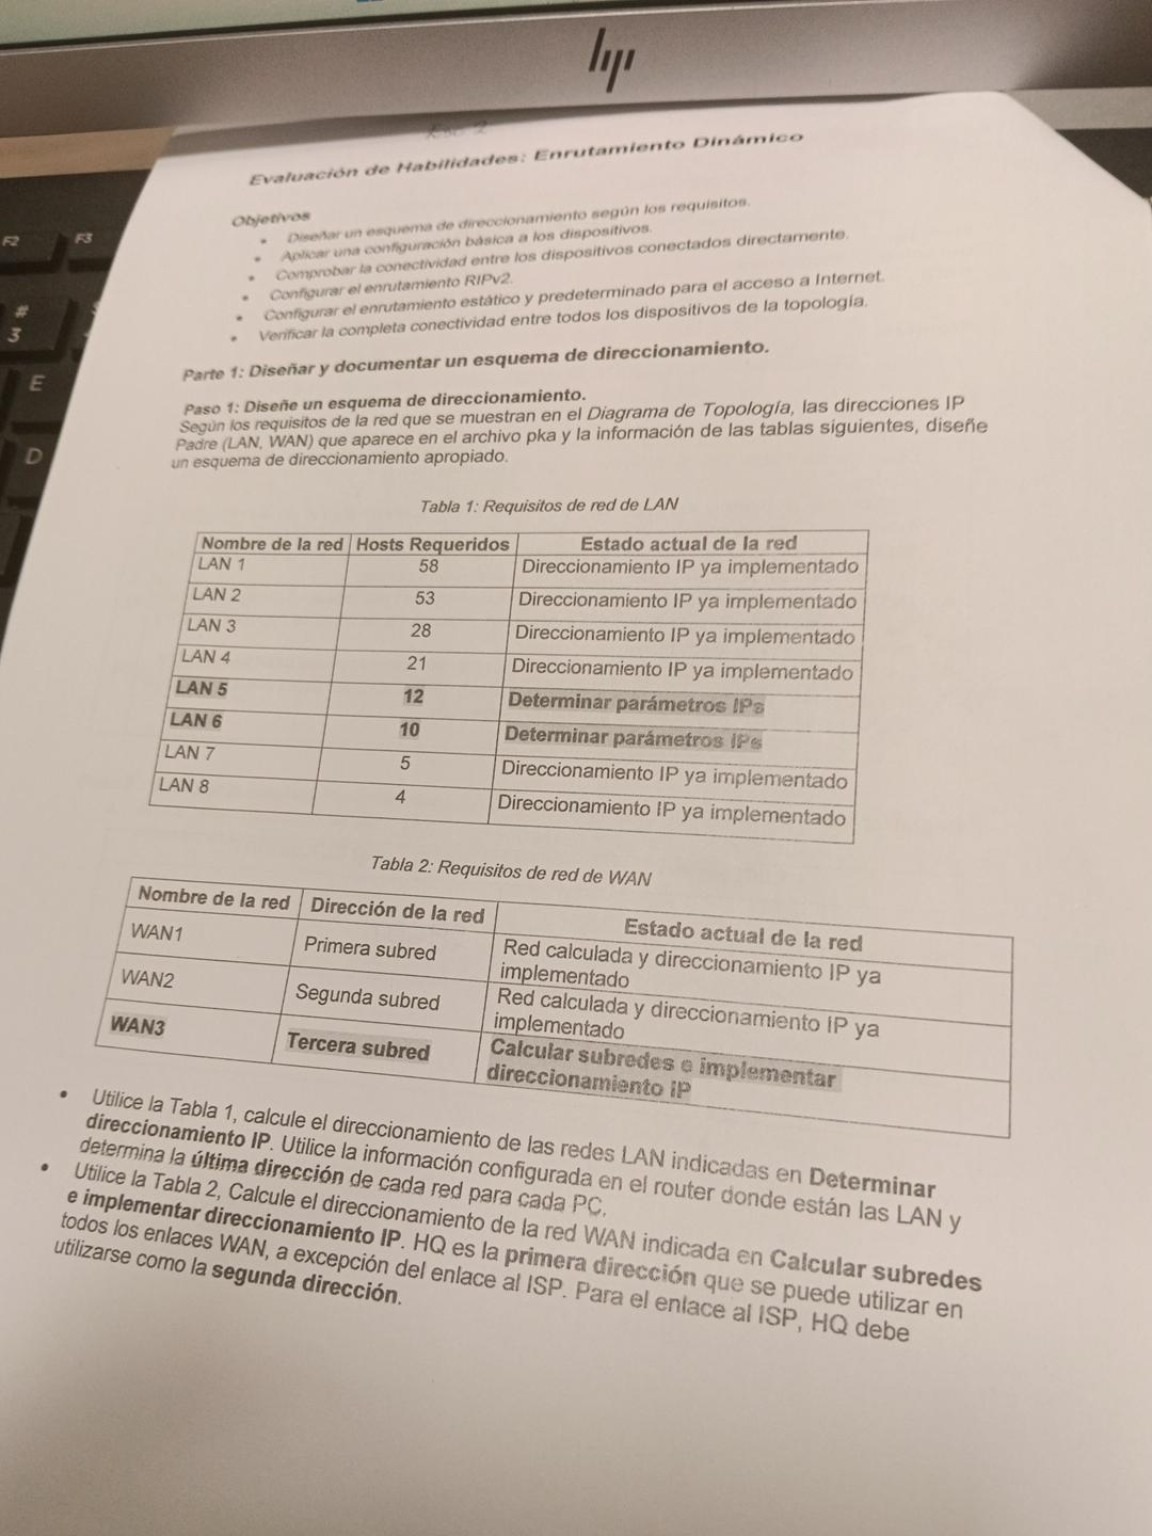 hp
Evaluación de Habilidades: Enrutamiento Dinámico
Objetivos
• Diseñar un esquema de direccionamiento según los requisitos.
• Aplicar una configuración básica a los dispositivos.
• Comprobar la conectividad entre los dispositivos conectados directamente.
• Configurar el enrutamiento RIPv2.
• Configurar el enrutamiento estático y predeterminado para el acceso a Internet.
• Verificar la completa conectividad entre todos los dispositivos de la topología.
Parte 1: Diseñar y documentar un esquema de direccionamiento.
Paso 1: Diseñe un esquema de direccionamiento.
Según los requisitos de la red que se muestran en el Diagrama de Topología, las direcciones IP
Padre (LAN, WAN) que aparece en el archivo pka y la información de las tablas siguientes, diseñe
un esquema de direccionamiento apropiado.
Tabla 1: Requisitos de red de LAN
Nombre de la red Hosts Requeridos Estado actual de la red
LAN 1 58 Direccionamiento IP ya implementado
LAN 2 53 Direccionamiento IP ya implementado
LAN 3 28 Direccionamiento IP ya implementado
LAN 4 21 Direccionamiento IP ya implementado
LAN 5 12 Determinar parámetros IPs
LAN 6 10 Determinar parámetros IPs
LAN 7 5 Direccionamiento IP ya implementado
LAN 8 4 Direccionamiento IP ya implementado
Tabla 2: Requisitos de red de WAN
Nombre de la red Dirección de la red Estado actual de la red
WAN1 Primera subred Red calculada y direccionamiento IP ya
implementado
WAN2 Segunda subred Red calculada y direccionamiento IP ya
implementado
WAN3 Tercera subred Calcular subredes e implementar
direccionamiento IP
• Utilice la Tabla 1, calcule el direccionamiento de las redes LAN indicadas en Determinar
direccionamiento IP. Utilice la información configurada en el router donde están las LAN y
determina la última dirección de cada red para cada PC.
• Utilice la Tabla 2, Calcule el direccionamiento de la red WAN indicada en Calcular subredes
e implementar direccionamiento IP. HQ es la primera dirección que se puede utilizar en
todos los enlaces WAN, a excepción del enlace al ISP. Para el enlace al ISP, HQ debe
utilizarse como la segunda dirección.
F2
F3
#
3
E
D